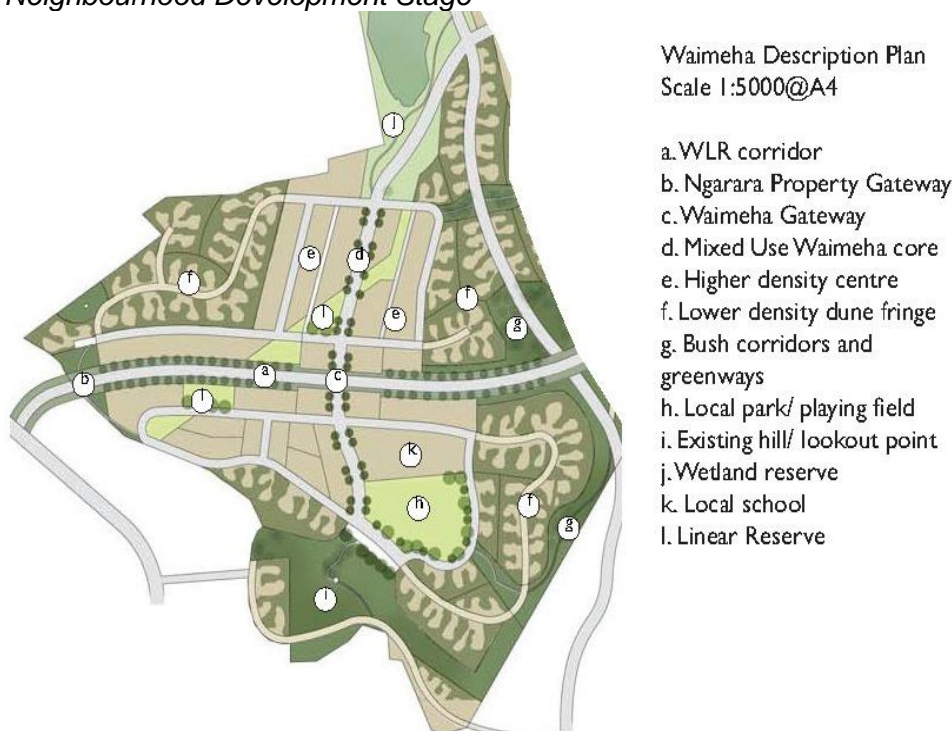 Neighbourhood Development Stage
Waimeha Description Plan
Scale 1:5000@A4
a. WLR corridor
b. Ngarara Property Gateway
c. Waimeha Gateway
d. Mixed Use Waimeha core
e. Higher density centre
f. Lower density dune fringe
g. Bush corridors and
greenways
h. Local park/ playing field
i. Existing hill/ lookout point
j. Wetland reserve
k. Local school
l. Linear Reserve
j
e
d
f
f
l
e
g
a
b
c
l
k
h
f
g
i